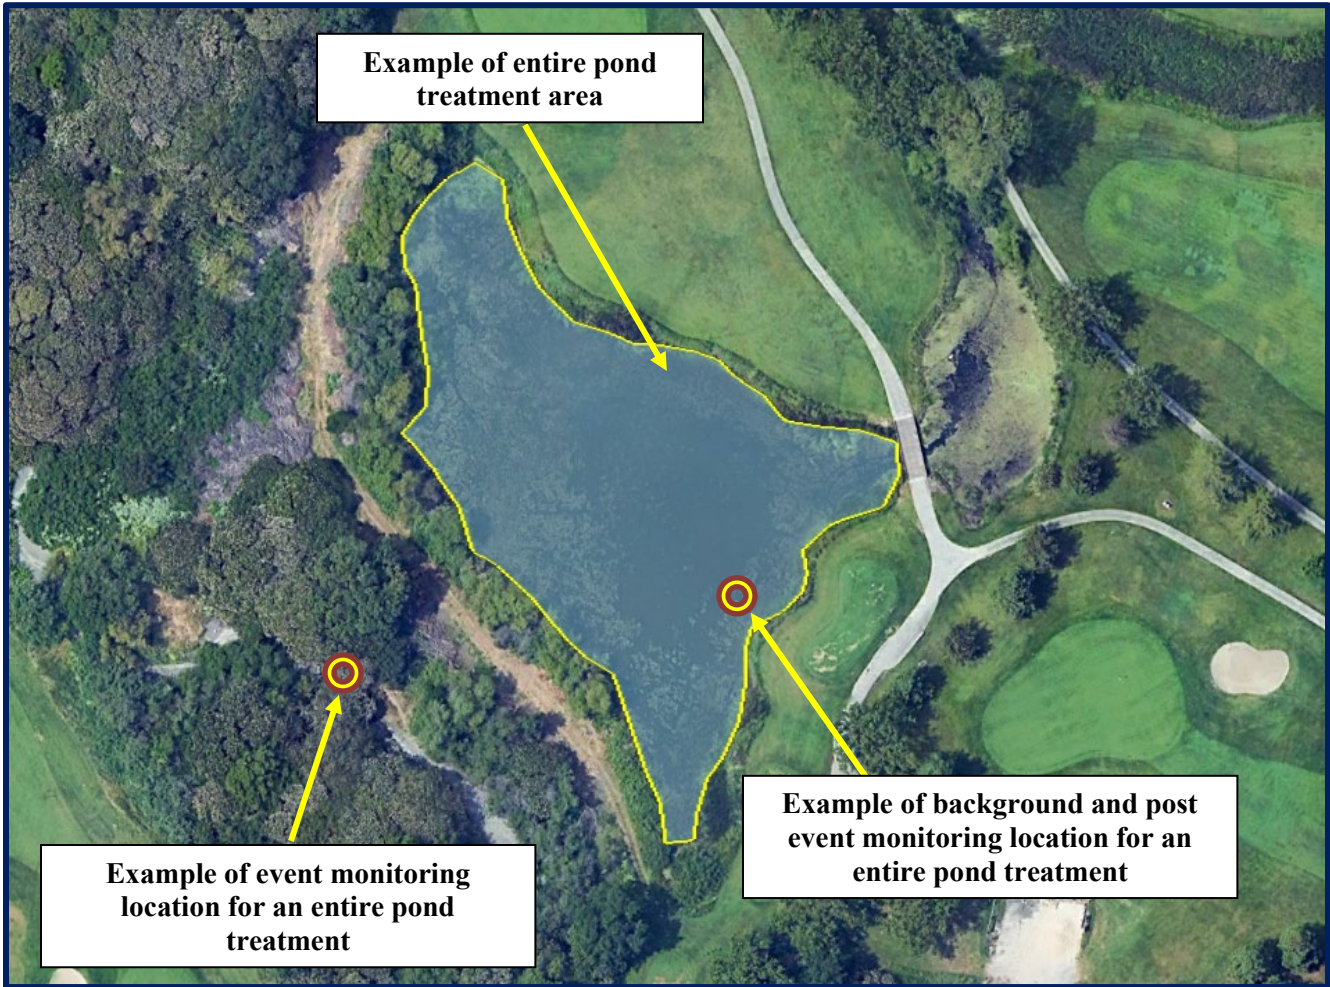 Example of entire pond
treatment area
Example of background and post
event monitoring location for an
entire pond treatment
Example of event monitoring
location for an entire pond
treatment